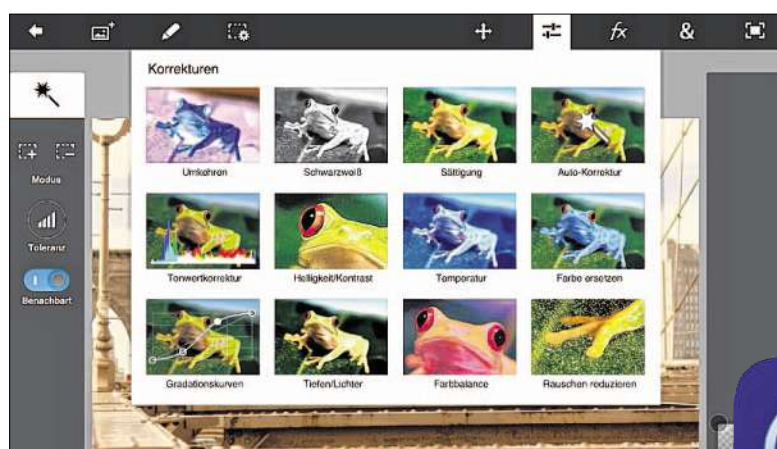 fx &
Korrekturen
Modus
Toleranz
Benachbart
Umkehren Schwarzweiß Sättigung Auto-Korrektur
Tonwertkorrektur Helligkeit/Kontrast Temperatur Farbe ersetzen
Gradationskurven Tiefen/Lichter Farbbalance Rauschen reduzieren